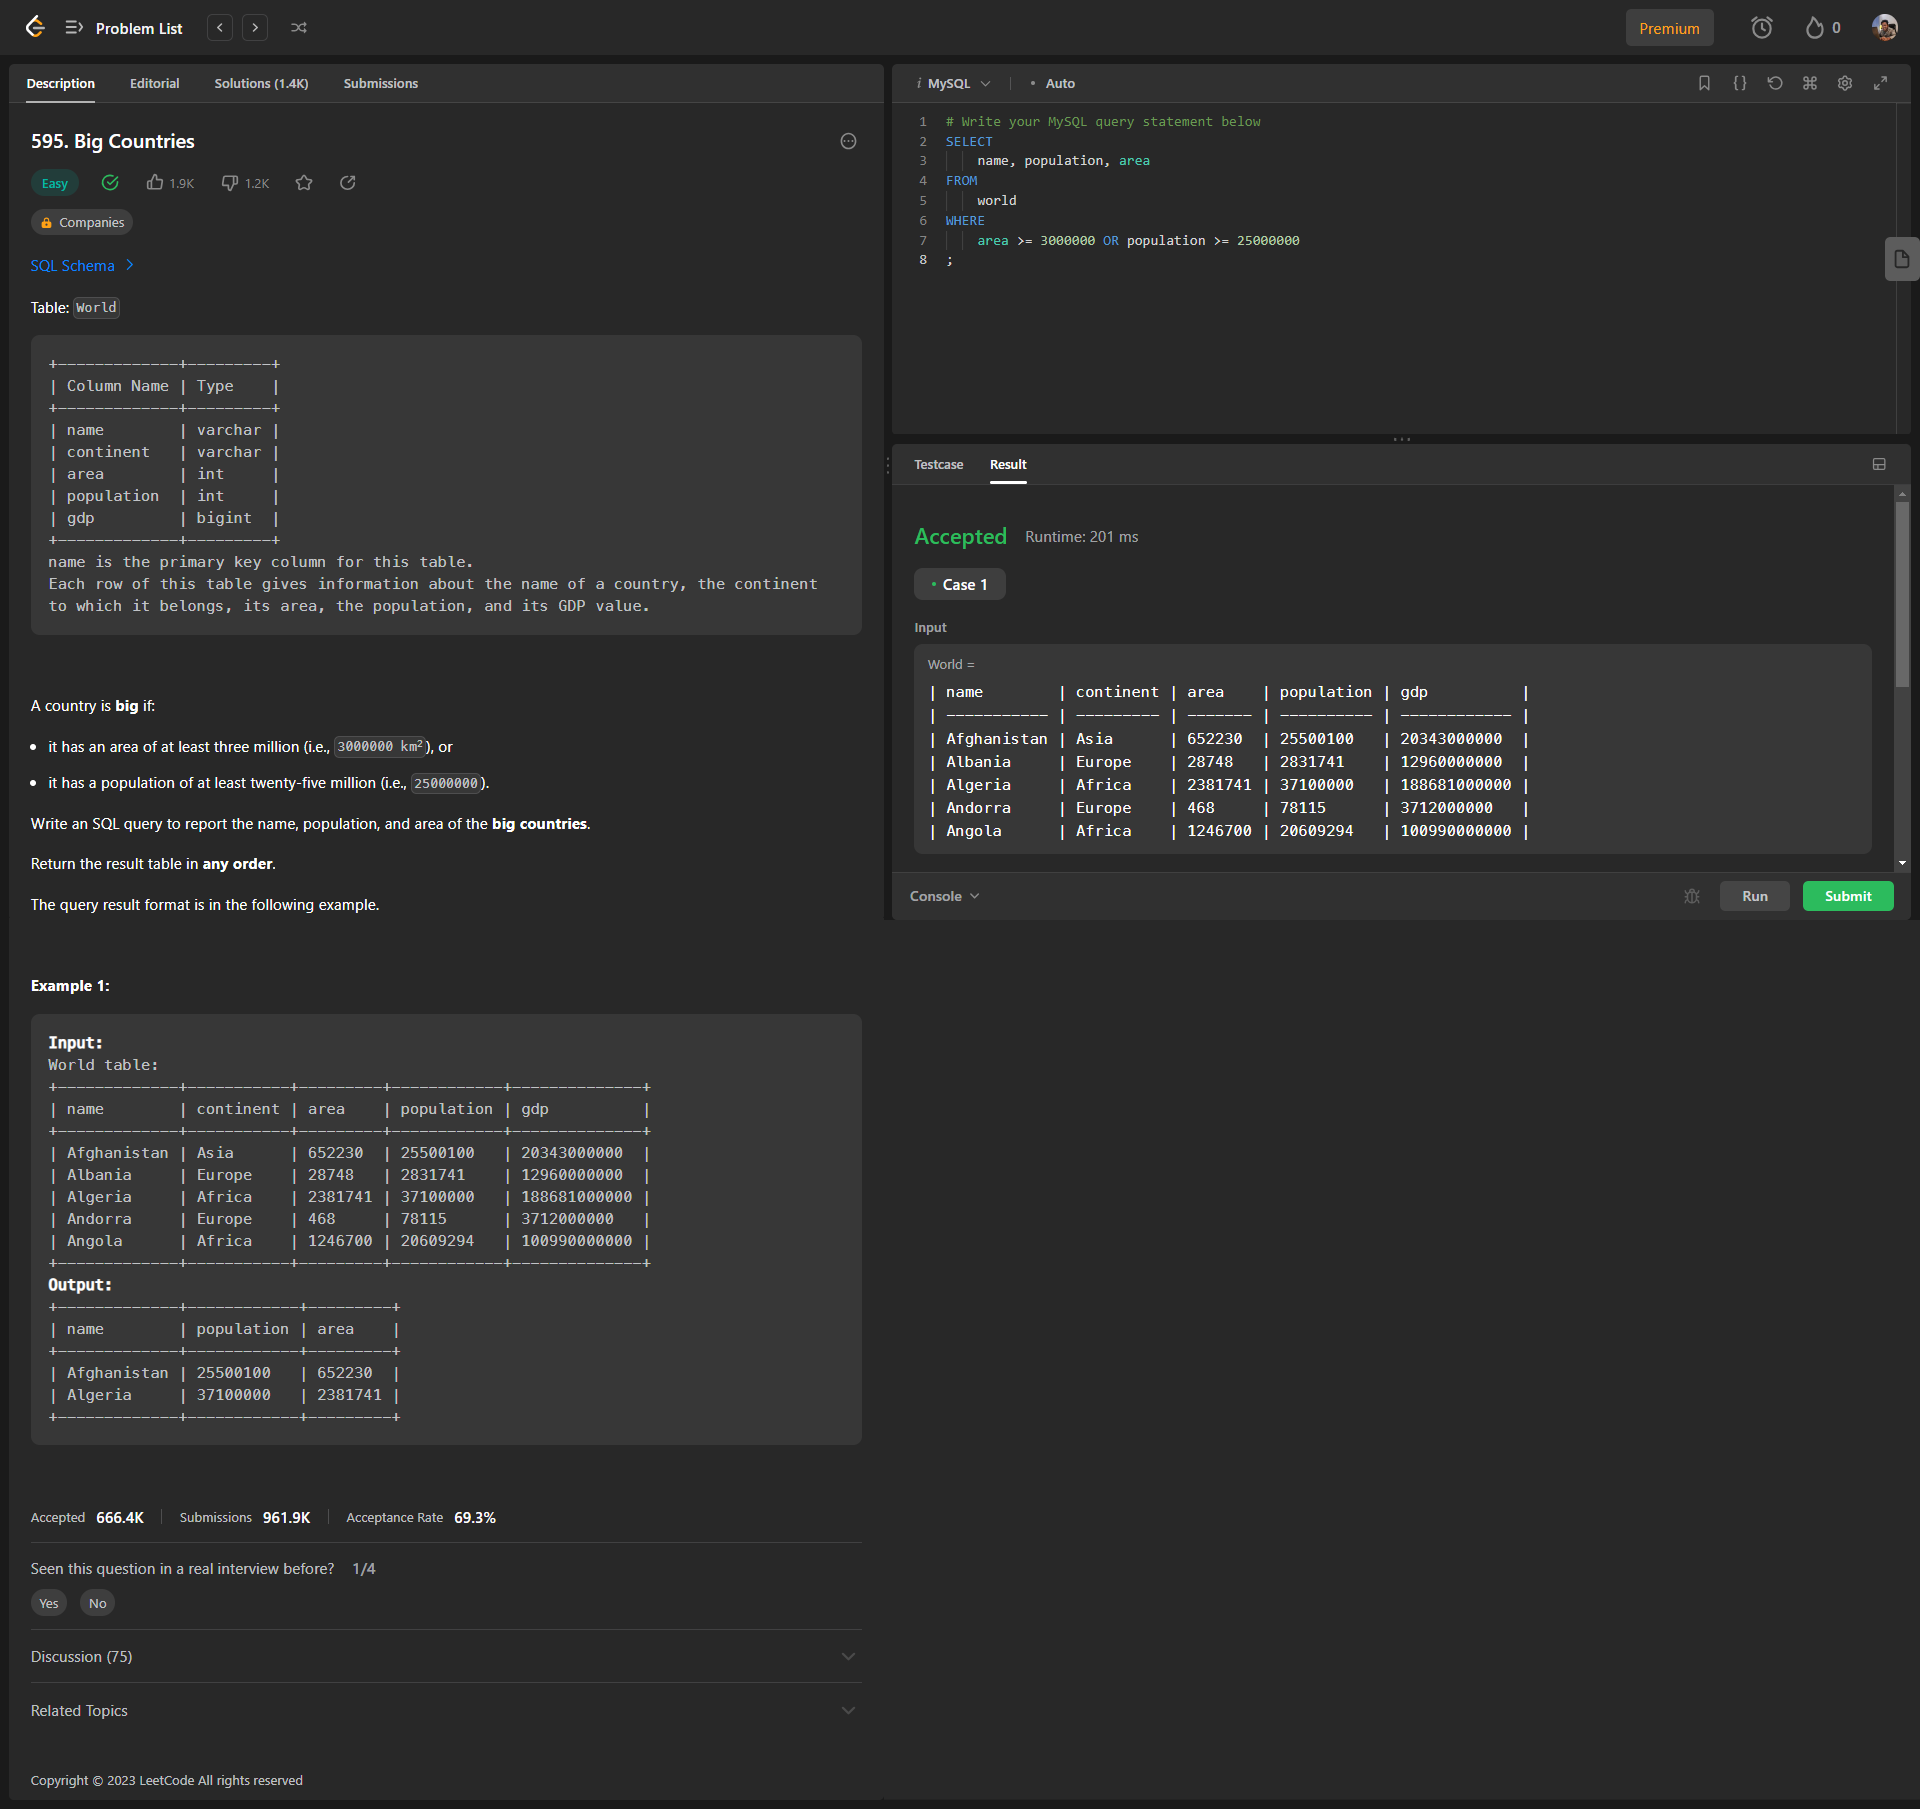 Problem List
Premium
0
Description Editorial Solutions (1.4K) Submissions
595. Big Countries
Easy 1.9K 1.2K
Companies
SQL Schema
Table: World
+-------------+---------+
| Column Name | Type    |
+-------------+---------+
| name        | varchar |
| continent   | varchar |
| area        | int     |
| population  | int     |
| gdp         | bigint  |
+-------------+---------+
name is the primary key column for this table.
Each row of this table gives information about the name of a country, the continent
to which it belongs, its area, the population, and its GDP value.
A country is big if:
• it has an area of at least three million (i.e., 3000000 km²), or
• it has a population of at least twenty-five million (i.e., 25000000).
Write an SQL query to report the name, population, and area of the big countries.
Return the result table in any order.
The query result format is in the following example.
Example 1:
Input:
World table:
+-------------+-----------+---------+------------+--------------+
| name        | continent | area    | population | gdp          |
+-------------+-----------+---------+------------+--------------+
| Afghanistan | Asia      | 652230  | 25500100   | 20343000000  |
| Albania     | Europe    | 28748   | 2831741    | 12960000000  |
| Algeria     | Africa    | 2381741 | 37100000   | 188681000000 |
| Andorra     | Europe    | 468     | 78115      | 3712000000   |
| Angola      | Africa    | 1246700 | 20609294   | 100990000000 |
+-------------+-----------+---------+------------+--------------+
Output:
+-------------+------------+---------+
| name        | population | area    |
+-------------+------------+---------+
| Afghanistan | 25500100   | 652230  |
| Algeria     | 37100000   | 2381741 |
+-------------+------------+---------+
Accepted 666.4K Submissions 961.9K Acceptance Rate 69.3%
Seen this question in a real interview before? 1/4
Yes No
Discussion (75)
Related Topics
Copyright © 2023 LeetCode All rights reserved
i MySQL • Auto
1 # Write your MySQL query statement below
2 SELECT
3     name, population, area
4 FROM
5     world
6 WHERE
7     area >= 3000000 OR population >= 25000000
8 ;
Testcase Result
Accepted Runtime: 201 ms
• Case 1
Input
World =
| name        | continent | area    | population | gdp          |
| ----------- | --------- | ------- | ---------- | ------------ |
| Afghanistan | Asia      | 652230  | 25500100   | 20343000000  |
| Albania     | Europe    | 28748   | 2831741    | 12960000000  |
| Algeria     | Africa    | 2381741 | 37100000   | 188681000000 |
| Andorra     | Europe    | 468     | 78115      | 3712000000   |
| Angola      | Africa    | 1246700 | 20609294   | 100990000000 |
Console Run Submit